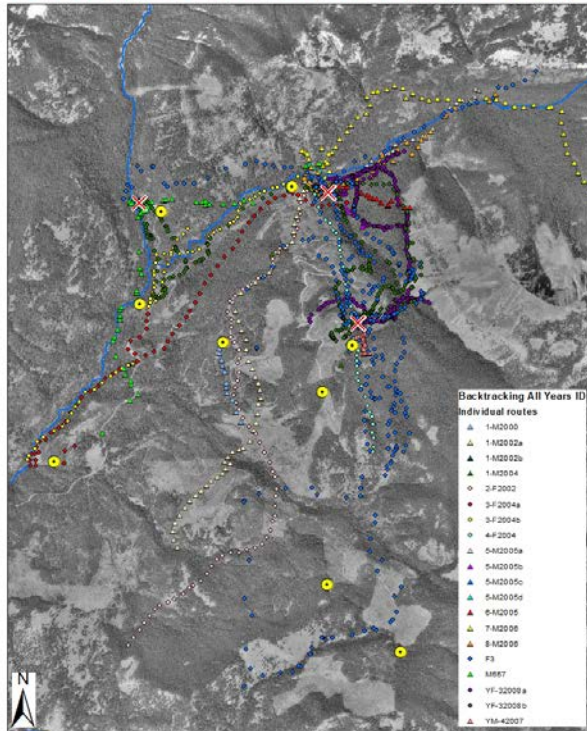 Backtracking All Years ID
Individual routes
1-M2000
1-M2002a
1-M2002b
1-M2004
2-F2002
3-F2004a
3-F2004b
4-F2004
5-M2005a
5-M2005b
5-M2005c
5-M2005d
6-M2005
7-M2006
8-M2006
F3
M667
YF-32008a
YF-32008b
YM-42007
N